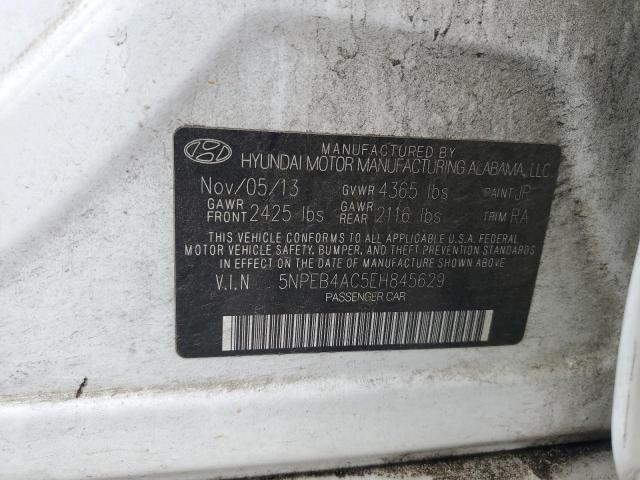 MANUFACTURED BY
HYUNDAI MOTOR MANUFACTURING ALABAMA, LLC
Nov/05/13 GVWR 4365 lbs PAINT JR
GAWR FRONT 2425 lbs GAWR REAR 2116 lbs TRIM RA
THIS VEHICLE CONFORMS TO ALL APPLICABLE U.S.A. FEDERAL
MOTOR VEHICLE SAFETY, BUMPER, AND THEFT PREVENTION STANDARDS
IN EFFECT ON THE DATE OF MANUFACTURE SHOWN ABOVE.
V.I.N 5NPEB4AC5EH845629
PASSENGER CAR